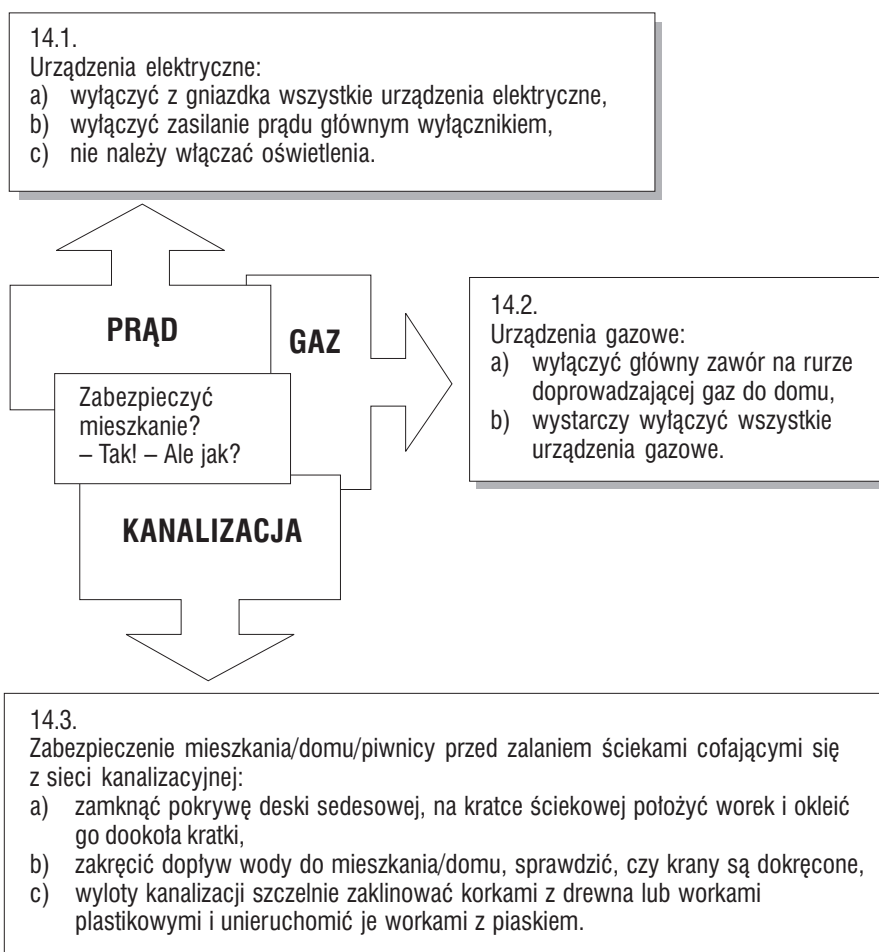 14.1.
Urządzenia elektryczne:
a) wyłączyć z gniazdka wszystkie urządzenia elektryczne,
b) wyłączyć zasilanie prądu głównym wyłącznikiem,
c) nie należy włączać oświetlenia.
PRĄD
GAZ
Zabezpieczyć
mieszkanie?
– Tak! – Ale jak?
KANALIZACJA
14.2.
Urządzenia gazowe:
a) wyłączyć główny zawór na rurze
doprowadzającej gaz do domu,
b) wystarczy wyłączyć wszystkie
urządzenia gazowe.
14.3.
Zabezpieczenie mieszkania/domu/piwnicy przed zalaniem ściekami cofającymi się
z sieci kanalizacyjnej:
a) zamknąć pokrywę deski sedesowej, na kratce ściekowej położyć worek i okleić
go dookoła kratki,
b) zakręcić dopływ wody do mieszkania/domu, sprawdzić, czy krany są dokręcone,
c) wyloty kanalizacji szczelnie zaklinować korkami z drewna lub workami
plastikowymi i unieruchomić je workami z piaskiem.